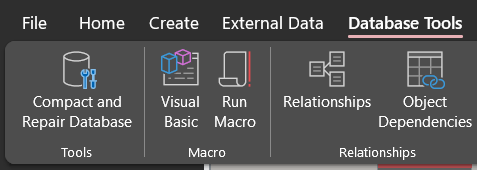 File Home Create External Data Database Tools
Compact and Repair Database
Visual Basic
Run Macro
Relationships
Object Dependencies
Tools
Macro
Relationships